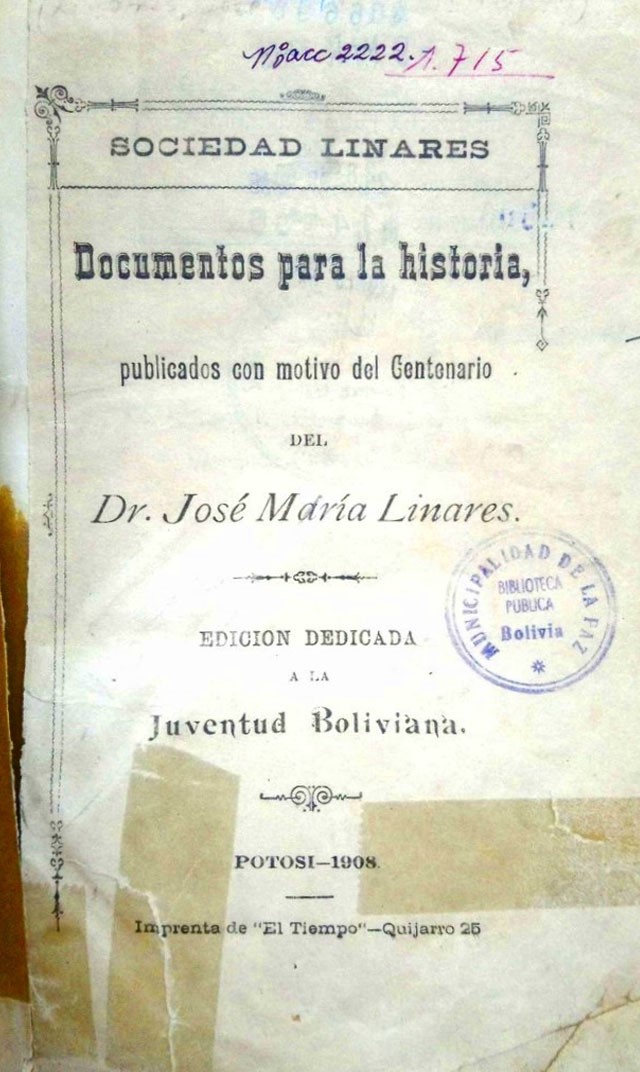 Nº acc 2222. 1.715
SOCIEDAD LINARES
Documentos para la historia,
publicados con motivo del Centenario
DEL
Dr. José María Linares.
EDICION DEDICADA
A LA
Juventud Boliviana.
MUNICIPALIDAD DE LA PAZ
BIBLIOTECA
PUBLICA
Bolivia
POTOSI—1908.
Imprenta de "El Tiempo"—Quijarro 25